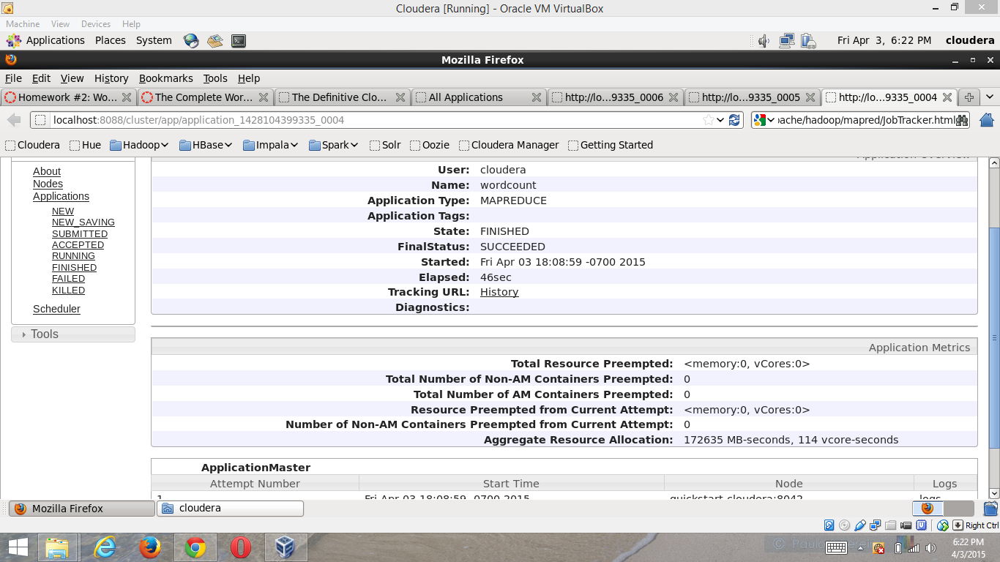 Cloudera [Running] - Oracle VM VirtualBox
Machine View Devices Help
Applications Places System Fri Apr 3, 6:22 PM cloudera
Mozilla Firefox
File Edit View History Bookmarks Tools Help
Homework #2: Wo... The Complete Wor... The Definitive Clo... All Applications http://lo...9335_0006 http://lo...9335_0005 http://lo...9335_0004
localhost:8088/cluster/app/application_1428104399335_0004 ache/hadoop/mapred/JobTracker.html
Cloudera Hue Hadoop HBase Impala Spark Solr Oozie Cloudera Manager Getting Started
Application Overview
About
Nodes
Applications
NEW
NEW_SAVING
SUBMITTED
ACCEPTED
RUNNING
FINISHED
FAILED
KILLED
Scheduler
Tools
User: cloudera
Name: wordcount
Application Type: MAPREDUCE
Application Tags:
State: FINISHED
FinalStatus: SUCCEEDED
Started: Fri Apr 03 18:08:59 -0700 2015
Elapsed: 46sec
Tracking URL: History
Diagnostics:
Application Metrics
Total Resource Preempted: <memory:0, vCores:0>
Total Number of Non-AM Containers Preempted: 0
Total Number of AM Containers Preempted: 0
Resource Preempted from Current Attempt: <memory:0, vCores:0>
Number of Non-AM Containers Preempted from Current Attempt: 0
Aggregate Resource Allocation: 172635 MB-seconds, 114 vcore-seconds
ApplicationMaster
Attempt Number Start Time Node Logs
1 Fri Apr 03 18:08:59 -0700 2015 quickstart.cloudera:8042 logs
Mozilla Firefox cloudera
Right Ctrl
6:22 PM
4/3/2015